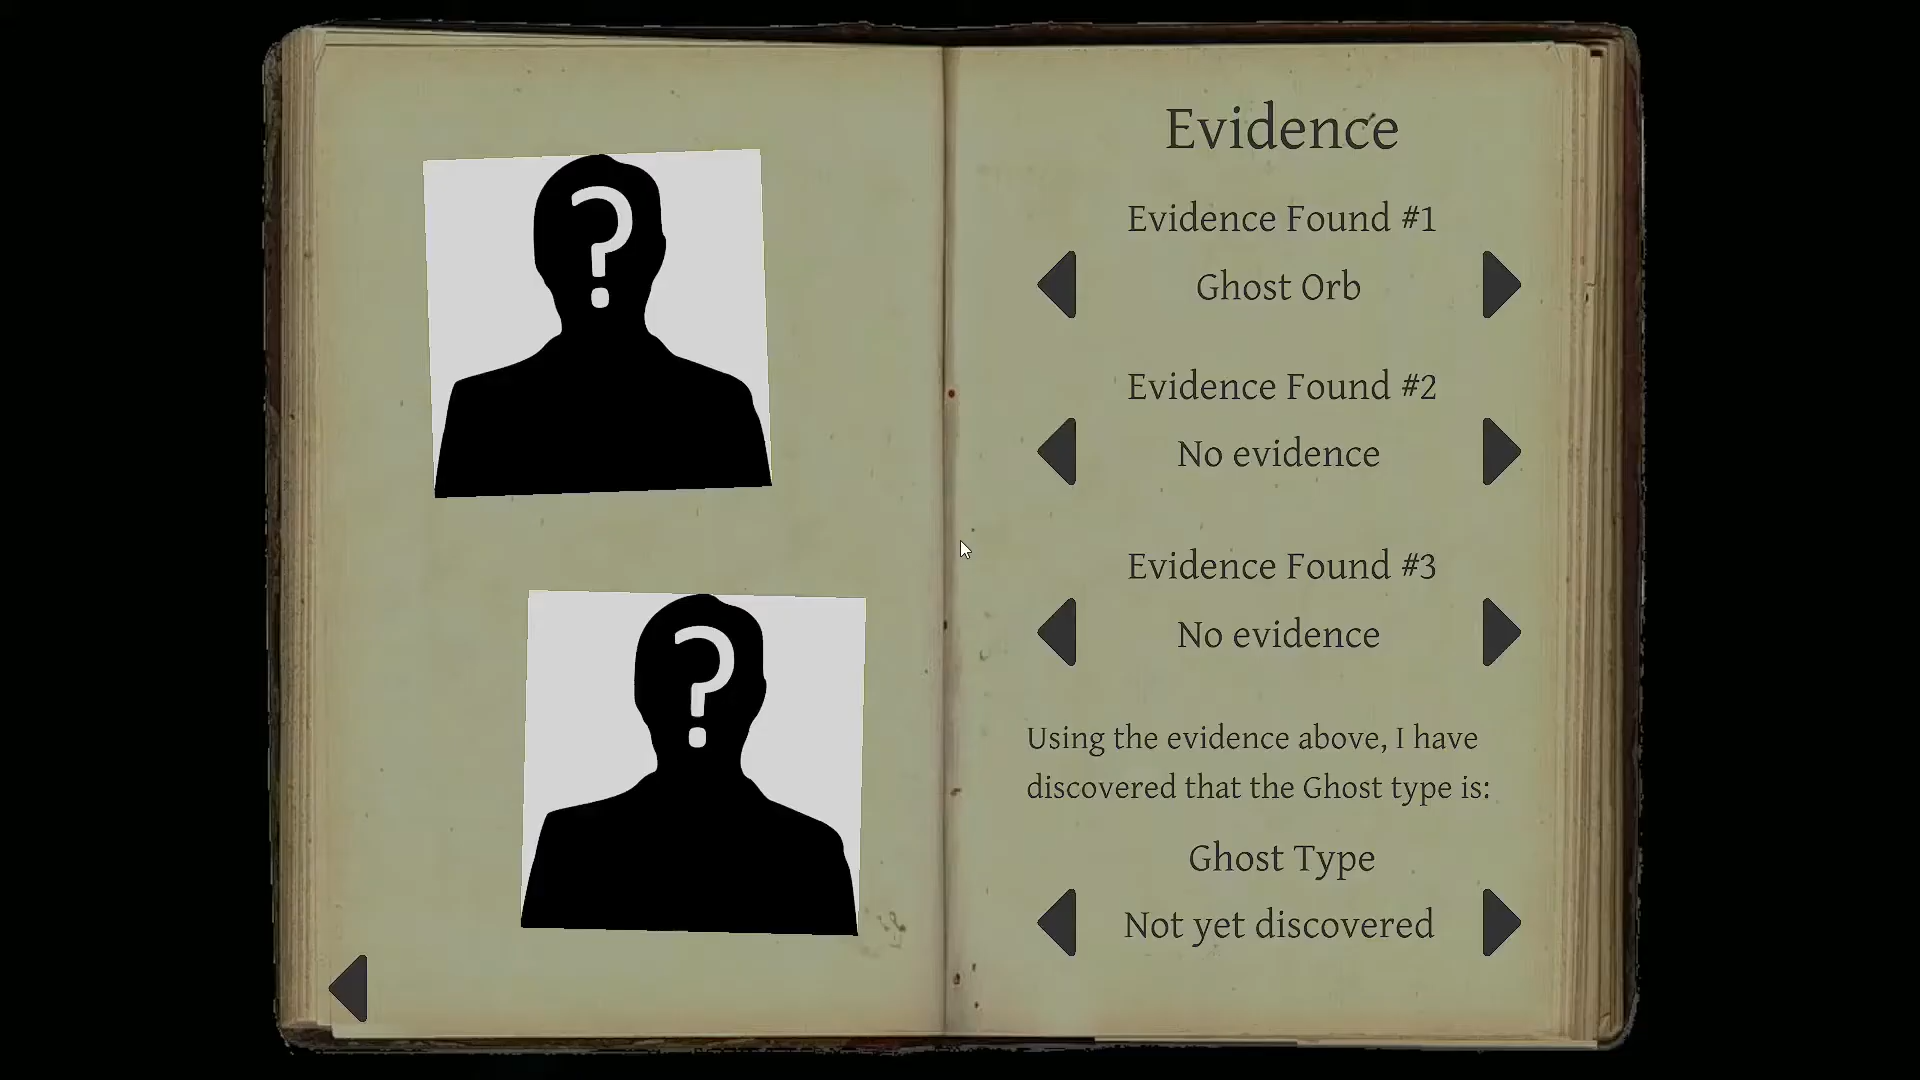 ?
?
Evidence
Evidence Found #1
Ghost Orb
Evidence Found #2
No evidence
Evidence Found #3
No evidence
Using the evidence above, I have
discovered that the Ghost type is:
Ghost Type
Not yet discovered